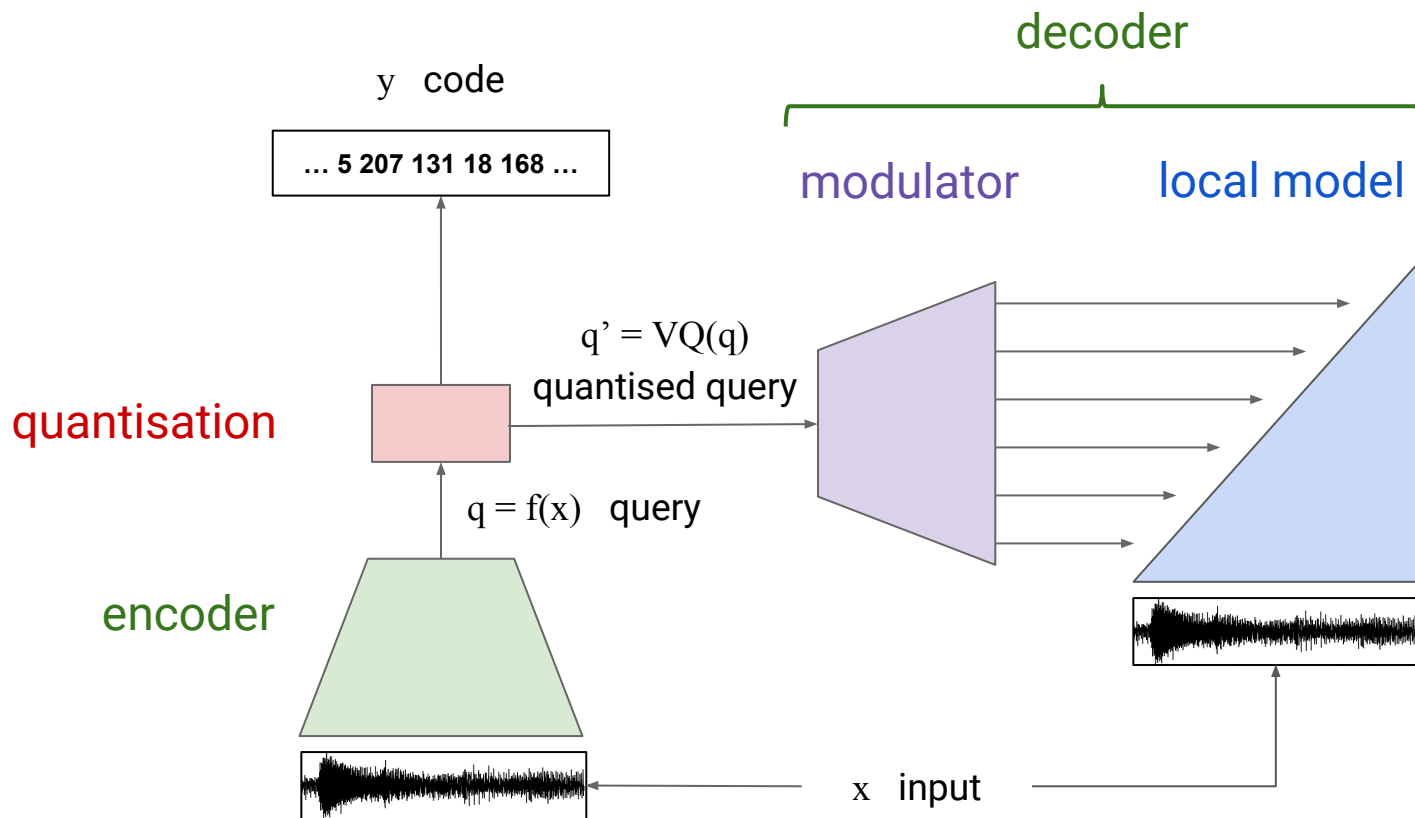 decoder
y code
… 5 207 131 18 168 …
modulator
local model
q’ = VQ(q)
quantised query
quantisation
q = f(x) query
encoder
x input